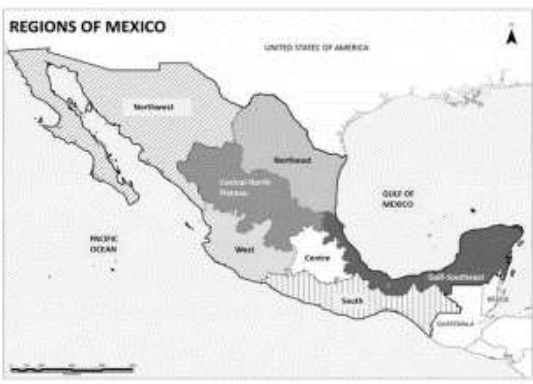 REGIONS OF MEXICO
UNITED STATES OF AMERICA
Northwest
Northeast
Central-North
Plateau
GULF OF
MEXICO
PACIFIC
OCEAN
West
Centre
Gulf-Southeast
South
BELIZE
GUATEMALA